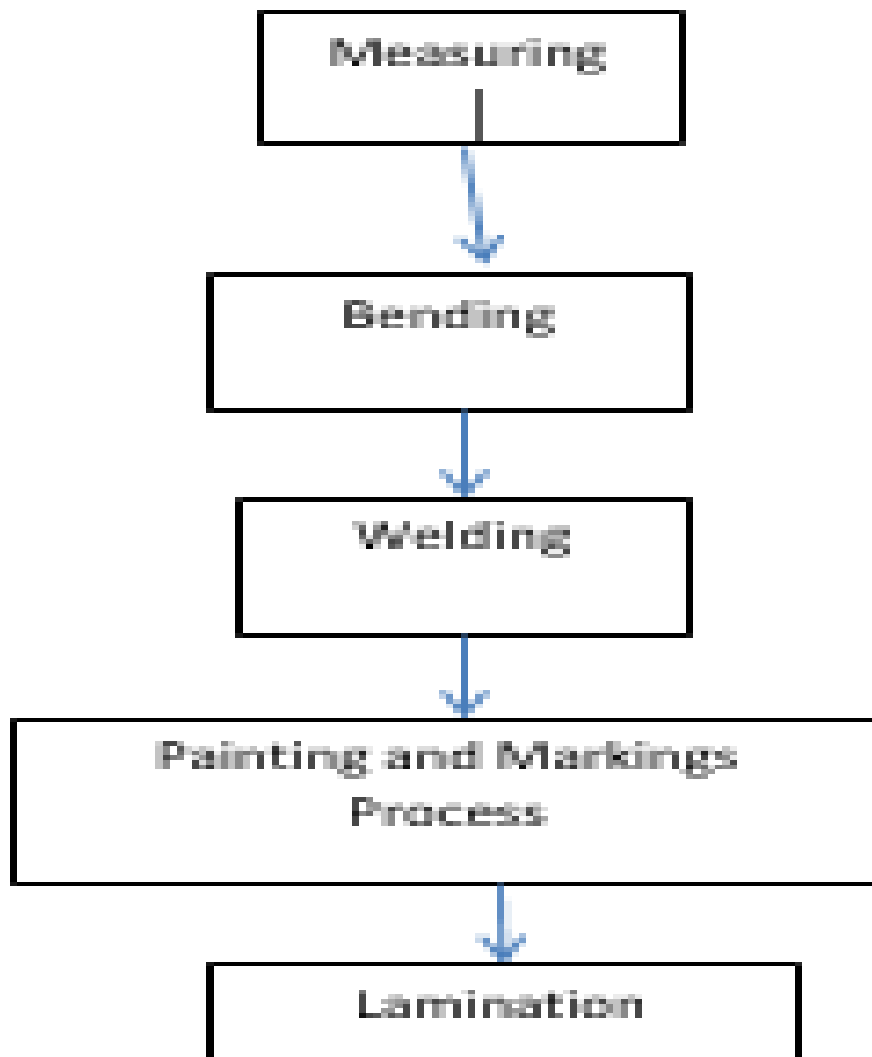 Measuring
Bending
Welding
Painting and Markings
Process
Lamination